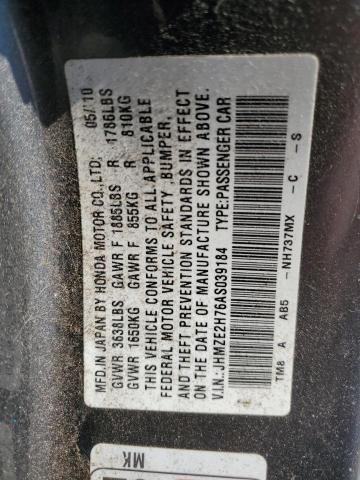 MFD.IN JAPAN BY HONDA MOTOR CO.,LTD; 05/10
GVWR 3638LBS GAWR F 1885LBS R 1786LBS
GVWR 1650KG GAWR F 855KG R 810KG
THIS VEHICLE CONFORMS TO ALL APPLICABLE
FEDERAL MOTOR VEHICLE SAFETY ,BUMPER,
AND THEFT PREVENTION STANDARDS IN EFFECT
ON THE DATE OF MANUFACTURE SHOWN ABOVE.
V.I.N.:JHMZE2H76AS039184 TYPE:PASSENGER CAR
TM8 A AB5 -NH737MX -C -S
MK